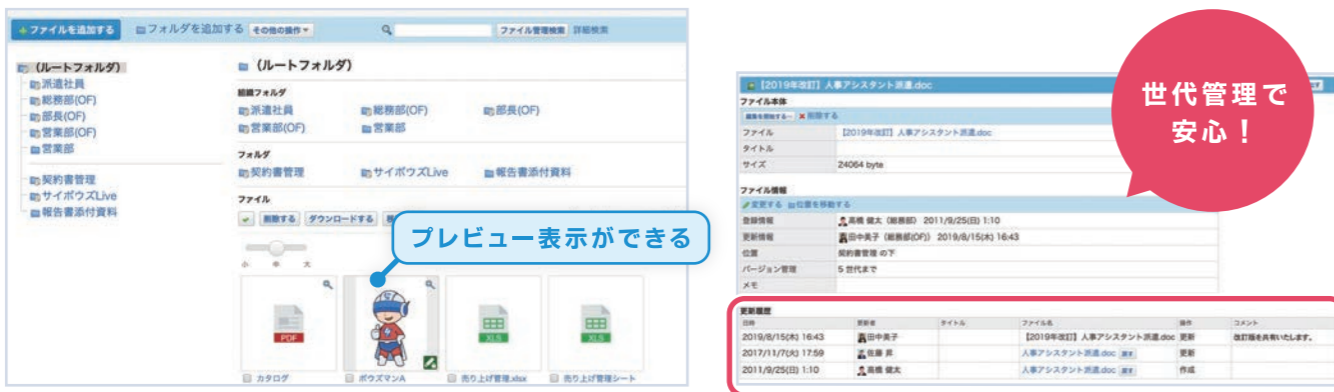 ファイルを追加する フォルダを追加する その他の操作 ファイル管理検索 詳細検索
(ルートフォルダ)
派遣社員
総務部(OF)
部長(OF)
営業部(OF)
営業部
契約書管理
サイボウズLive
報告書添付資料
(ルートフォルダ)
組織フォルダ
派遣社員 総務部(OF) 部長(OF)
営業部(OF) 営業部
フォルダ
契約書管理 サイボウズLive 報告書添付資料
ファイル
削除する ダウンロードする
プレビュー表示ができる
小 中 大
PDF XLS XLS
カタログ ボウズマンA 売り上げ管理.xlsx 売り上げ管理シート
世代管理で
安心!
【2019年改訂】人事アシスタント派遣.doc
ファイル本体
編集を開始する 削除する
ファイル 【2019年改訂】人事アシスタント派遣.doc
タイトル
サイズ 24064 byte
ファイル情報
変更する 位置を移動する
登録情報 高橋 健太(総務部) 2011/9/25(日) 1:10
更新情報 田中美子(総務部(OF)) 2019/8/15(木) 16:43
位置 契約書管理 の下
バージョン管理 5 世代まで
メモ
更新履歴
日時 更新者 タイトル ファイル名 操作 コメント
2019/8/15(木) 16:43 田中美子 【2019年改訂】人事アシスタント派遣.doc 更新 改訂版を共有いたします。
2017/11/7(火) 17:59 佐藤 昇 人事アシスタント派遣.doc 戻す 更新
2011/9/25(日) 1:10 高橋 健太 人事アシスタント派遣.doc 戻す 作成